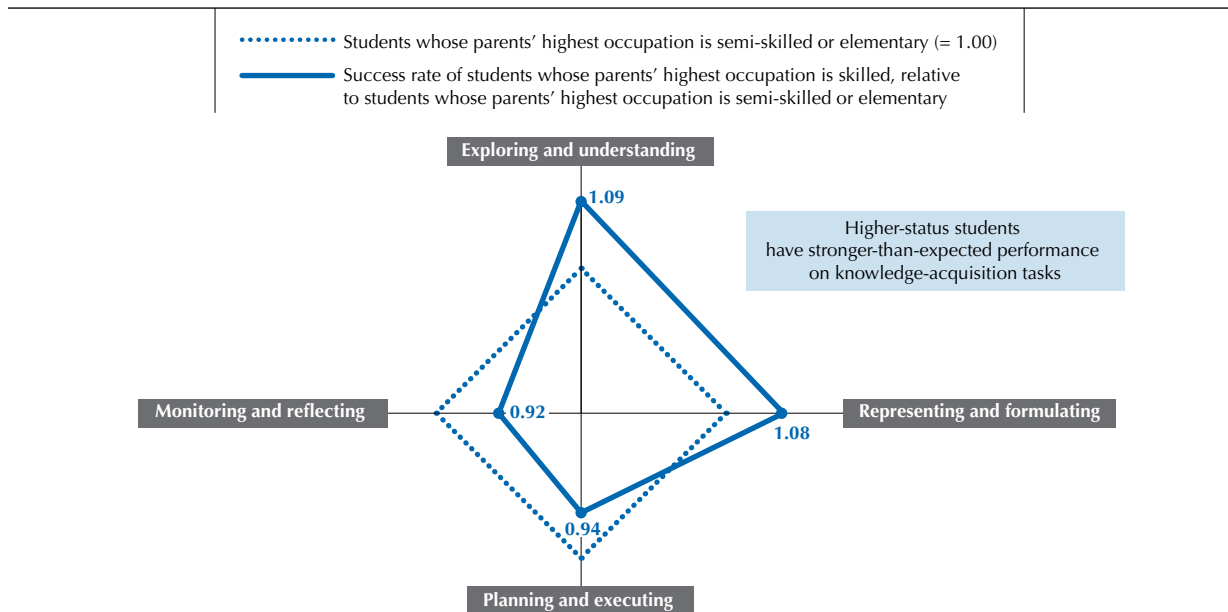 Students whose parents’ highest occupation is semi-skilled or elementary (= 1.00)
Success rate of students whose parents’ highest occupation is skilled, relative
to students whose parents’ highest occupation is semi-skilled or elementary
Exploring and understanding
1.09
Higher-status students
have stronger-than-expected performance
on knowledge-acquisition tasks
Monitoring and reflecting
0.92
Representing and formulating
1.08
0.94
Planning and executing